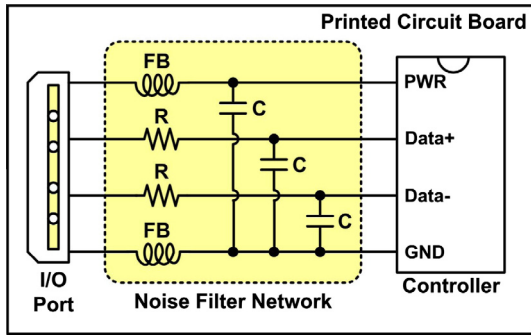 Printed Circuit Board
FB
PWR
C
R
Data+
C
R
Data-
C
FB
GND
I/O
Port
Noise Filter Network
Controller